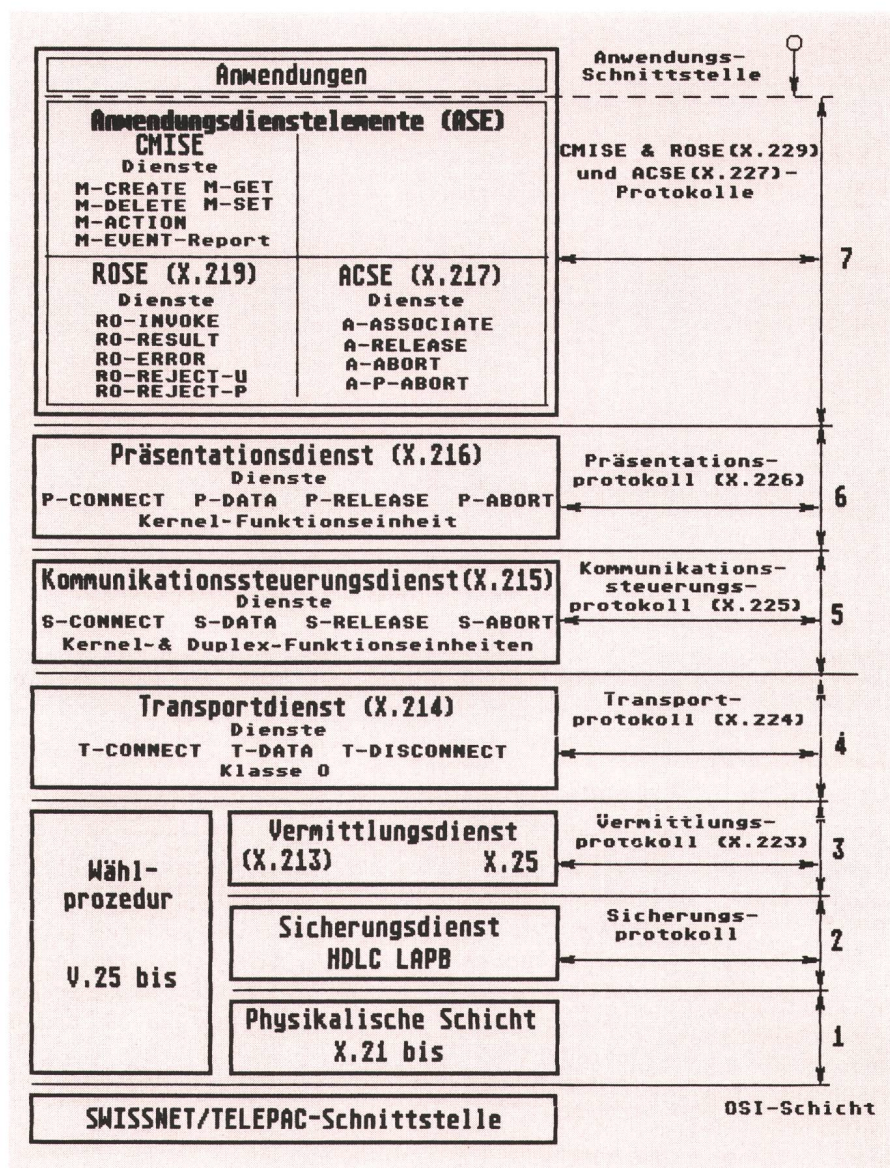 Anwendungen
Anwendungs-
Schnittstelle
Anwendungsdienstelemente (ASE)
CMISE
Dienste
M-CREATE M-GET
M-DELETE M-SET
M-ACTION
M-EVENT-Report
CMISE & ROSE(X.229)
und ACSE(X.227)-
Protokolle
7
ROSE (X.219)
Dienste
RO-INVOKE
RO-RESULT
RO-ERROR
RO-REJECT-U
RO-REJECT-P
ACSE (X.217)
Dienste
A-ASSOCIATE
A-RELEASE
A-ABORT
A-P-ABORT
Präsentationsdienst (X.216)
Dienste
P-CONNECT P-DATA P-RELEASE P-ABORT
Kernel-Funktionseinheit
Präsentations-
protokoll (X.226)
6
Kommunikationssteuerungsdienst(X.215)
Dienste
S-CONNECT S-DATA S-RELEASE S-ABORT
Kernel-& Duplex-Funktionseinheiten
Kommunikations-
steuerungs-
protokoll (X.225)
5
Transportdienst (X.214)
Dienste
T-CONNECT T-DATA T-DISCONNECT
Klasse 0
Transport-
protokoll (X.224)
4
Wähl-
prozedur
V.25 bis
Vermittlungsdienst
(X.213) X.25
Vermittlungs-
protokoll (X.223)
3
Sicherungsdienst
HDLC LAPB
Sicherungs-
protokoll
2
Physikalische Schicht
X.21 bis
1
SWISSNET/TELEPAC-Schnittstelle
OSI-Schicht